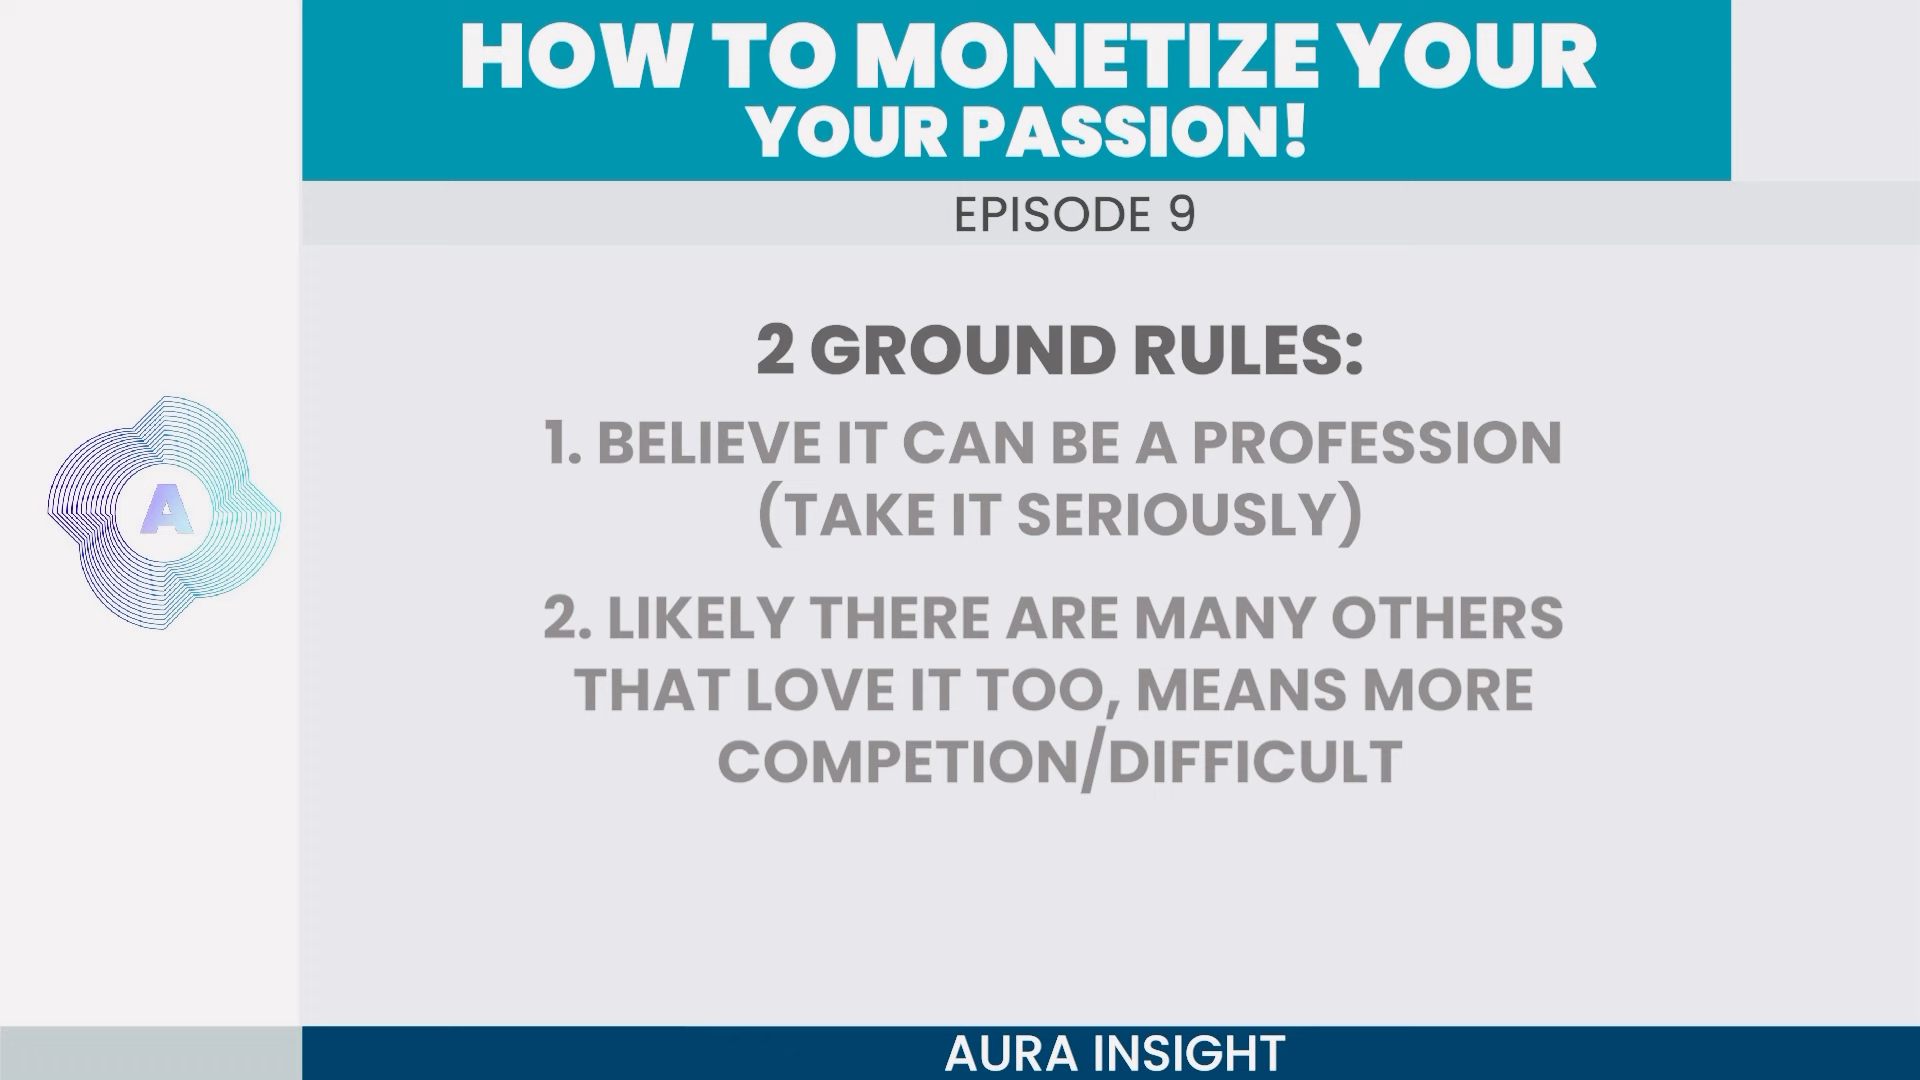 HOW TO MONETIZE YOUR
YOUR PASSION!
EPISODE 9
2 GROUND RULES:
1. BELIEVE IT CAN BE A PROFESSION
(TAKE IT SERIOUSLY)
2. LIKELY THERE ARE MANY OTHERS
THAT LOVE IT TOO, MEANS MORE
COMPETION/DIFFICULT
A
AURA INSIGHT